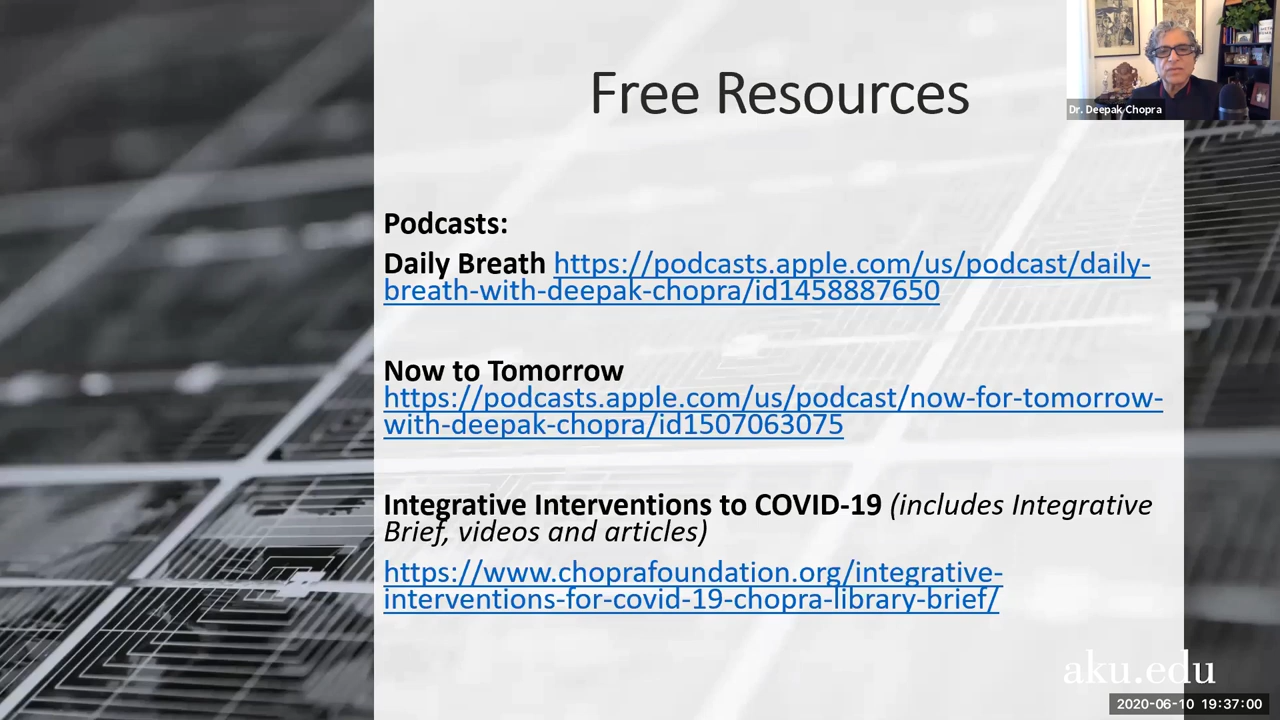 Free Resources
Dr. Deepak Chopra
Podcasts:
Daily Breath https://podcasts.apple.com/us/podcast/daily-
breath-with-deepak-chopra/id1458887650
Now to Tomorrow
https://podcasts.apple.com/us/podcast/now-for-tomorrow-
with-deepak-chopra/id1507063075
Integrative Interventions to COVID-19 (includes Integrative
Brief, videos and articles)
https://www.choprafoundation.org/integrative-
interventions-for-covid-19-chopra-library-brief/
aku.edu
2020-06-10 19:37:00